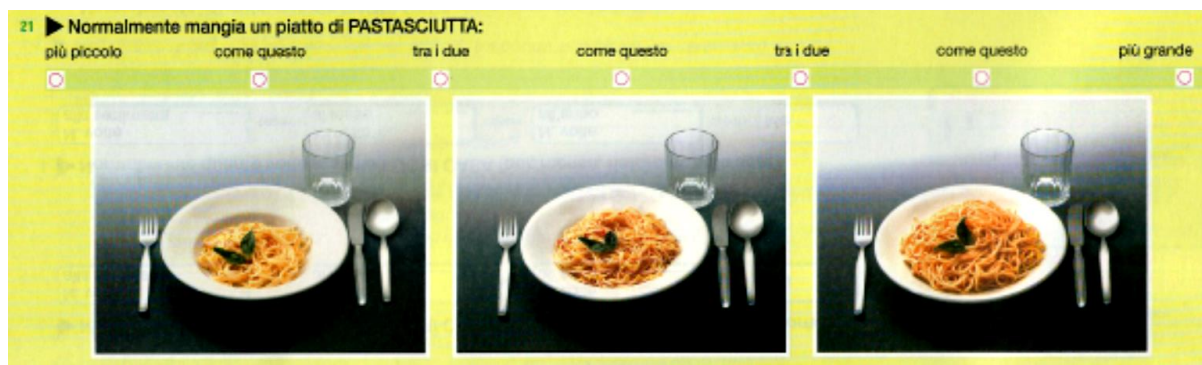 21 ▶ Normalmente mangia un piatto di PASTASCIUTTA:
più piccolo come questo tra i due come questo tra i due come questo più grande